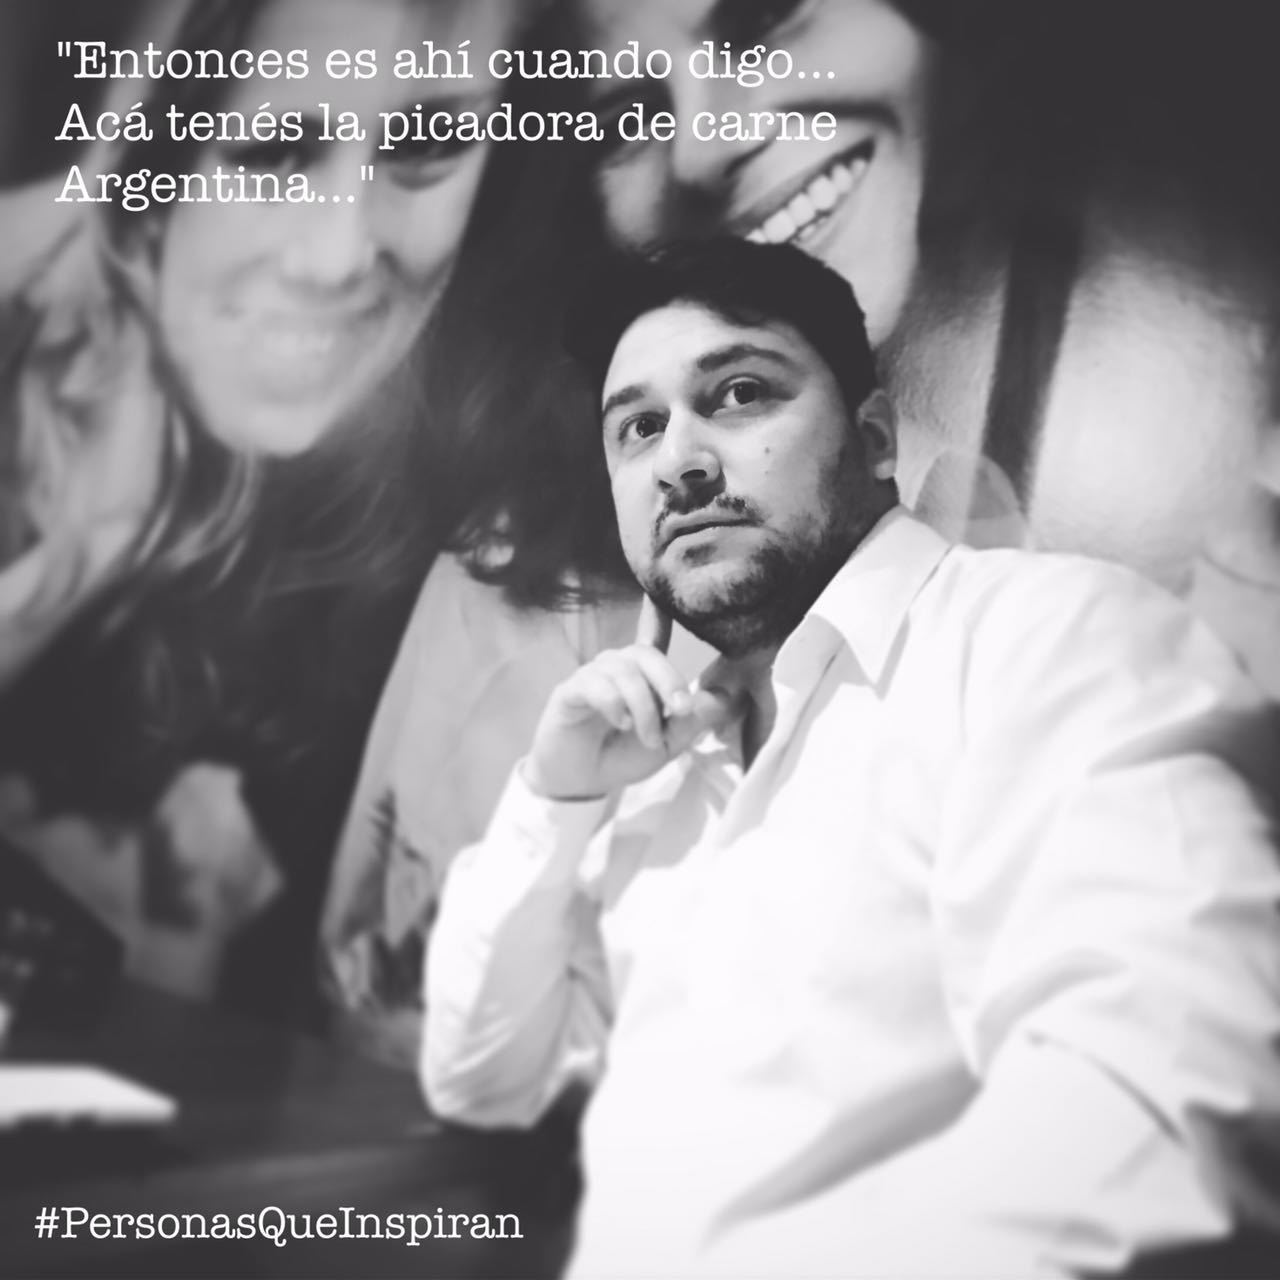 "Entonces es ahí cuando digo...
Acá tenés la picadora de carne
Argentina..."
#PersonasQueInspiran